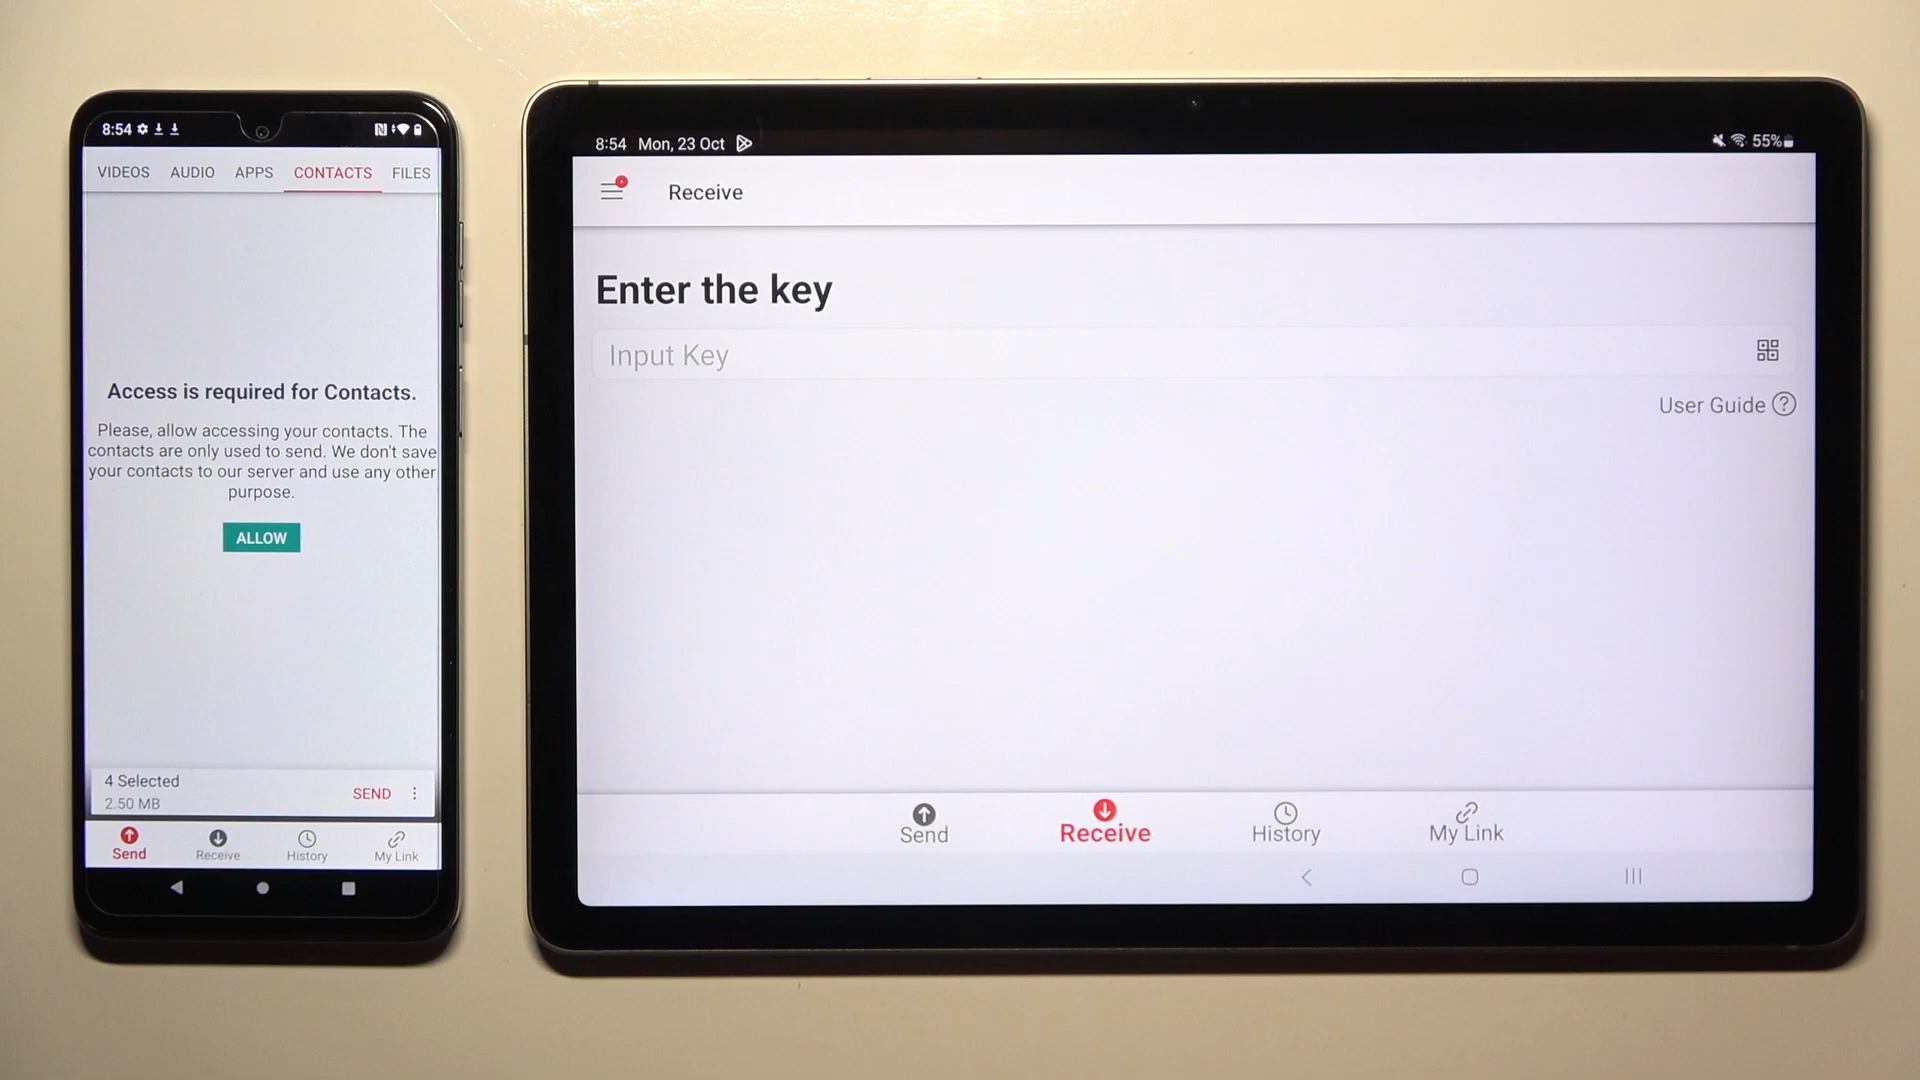 8:54
VIDEOS AUDIO APPS CONTACTS FILES
Access is required for Contacts.
Please, allow accessing your contacts. The
contacts are only used to send. We don't save
your contacts to our server and use any other
purpose.
ALLOW
4 Selected
2.50 MB
SEND
Send Receive History My Link
8:54 Mon, 23 Oct
55%
Receive
Enter the key
Input Key
User Guide ?
Send Receive History My Link